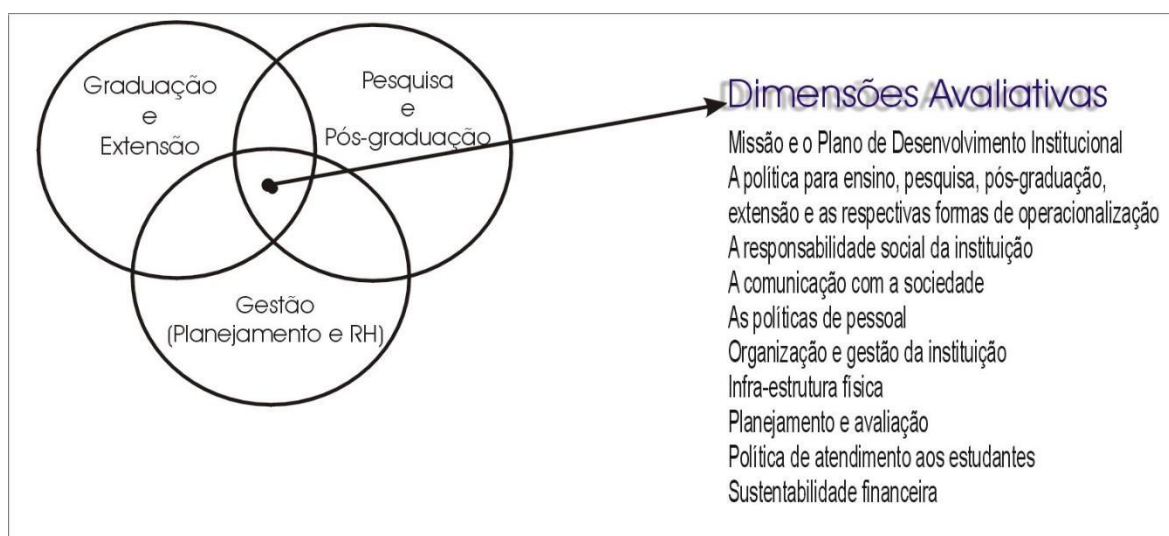 Graduação
e
Extensão
Pesquisa
e
Pós-graduação
Gestão
(Planejamento e RH)
Dimensões Avaliativas
Missão e o Plano de Desenvolvimento Institucional
A política para ensino, pesquisa, pós-graduação,
extensão e as respectivas formas de operacionalização
A responsabilidade social da instituição
A comunicação com a sociedade
As políticas de pessoal
Organização e gestão da instituição
Infra-estrutura física
Planejamento e avaliação
Política de atendimento aos estudantes
Sustentabilidade financeira